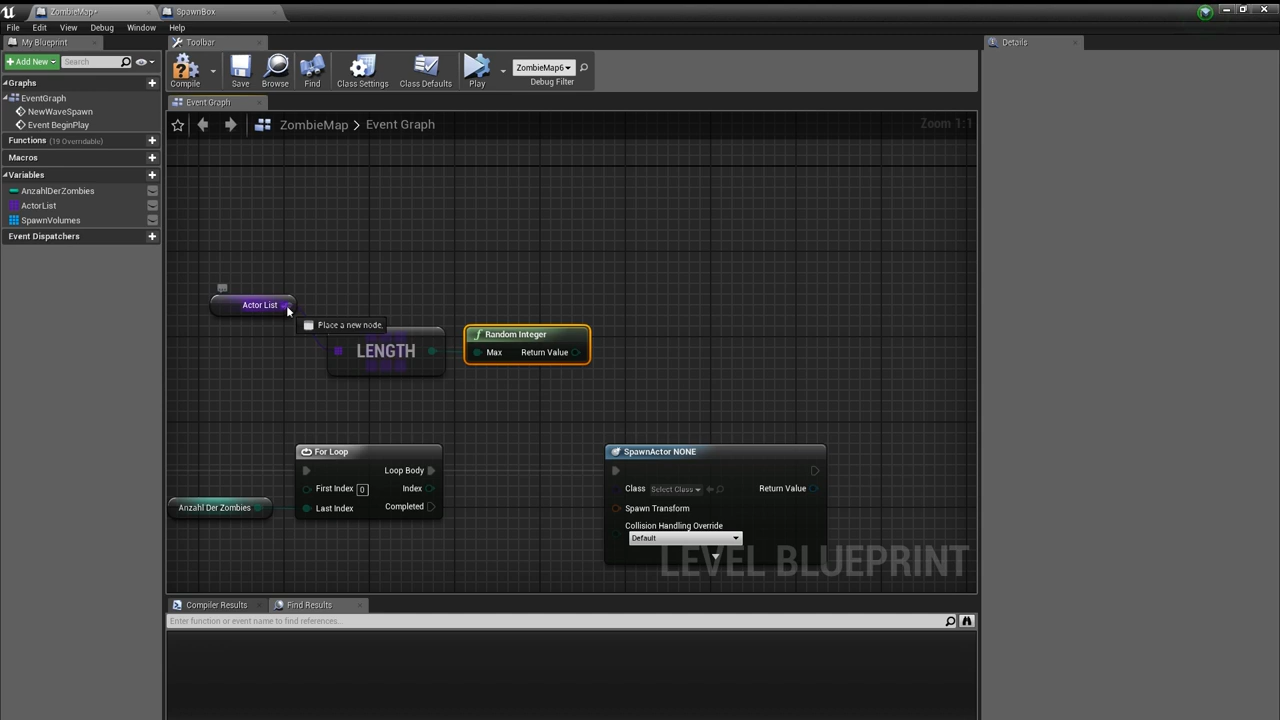 ZombieMap*
SpawnBox
File Edit View Debug Window Help
My Blueprint
Toolbar
Details
+Add New
Search
Compile
Save
Browse
Find
Class Settings
Class Defaults
Play
ZombieMap6
Debug Filter
Graphs
EventGraph
NewWaveSpawn
Event BeginPlay
Functions (19 Overridable)
Macros
Variables
AnzahlDerZombies
ActorList
SpawnVolumes
Event Dispatchers
Event Graph
ZombieMap > Event Graph
Zoom 1:1
Actor List
Place a new node.
LENGTH
f Random Integer
Max Return Value
For Loop
Loop Body
First Index 0 Index
Last Index Completed
Anzahl Der Zombies
SpawnActor NONE
Class Select Class Return Value
Spawn Transform
Collision Handling Override
Default
LEVEL BLUEPRINT
Compiler Results
Find Results
Enter function or event name to find references...